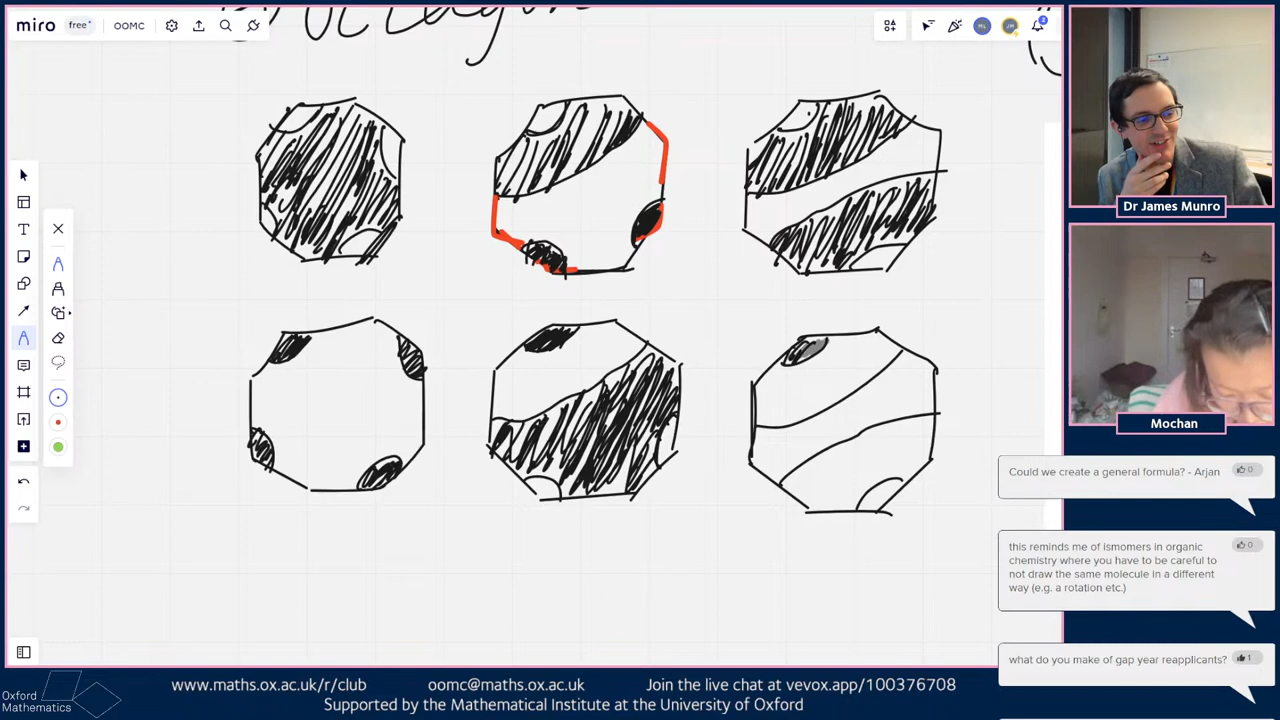 miro free OOMC
Dr James Munro
Mochan
Could we create a general formula? - Arjan
0
this reminds me of ismomers in organic
chemistry where you have to be careful to
not draw the same molecule in a different
way (e.g. a rotation etc.)
0
what do you make of gap year reapplicants?
1
Oxford
Mathematics
www.maths.ox.ac.uk/r/club oomc@maths.ox.ac.uk Join the live chat at vevox.app/100376708
Supported by the Mathematical Institute at the University of Oxford